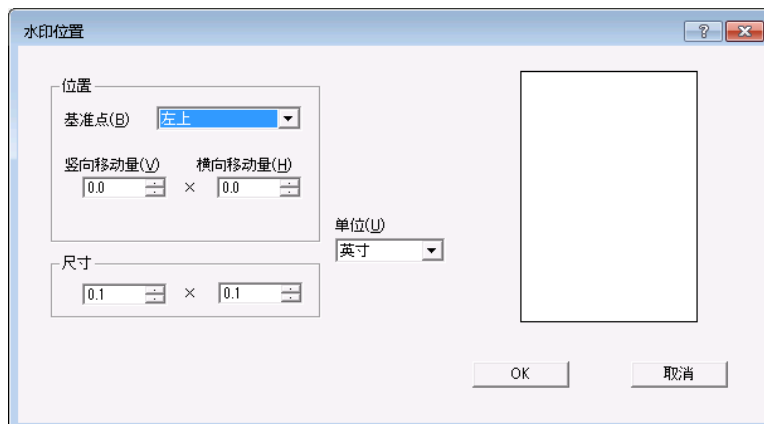 水印位置
位置
基准点(B) 左上
竖向移动量(V) 横向移动量(H)
0.0 × 0.0
单位(U)
英寸
尺寸
0.1 × 0.1
OK 取消